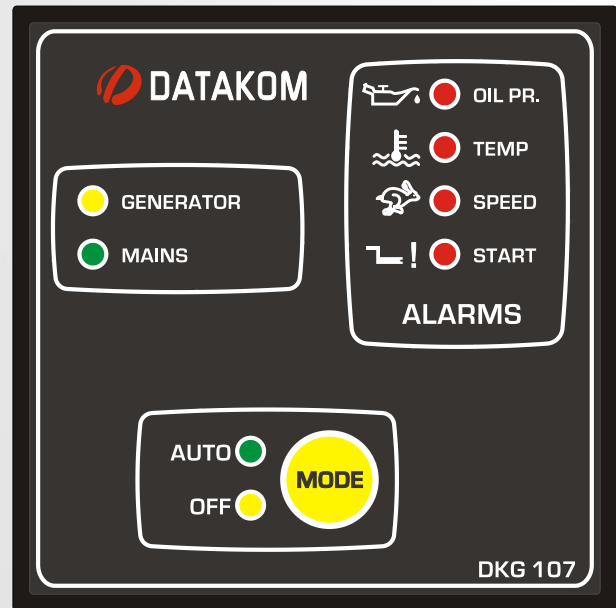 DATAKOM
OIL PR.
TEMP
SPEED
! START
ALARMS
GENERATOR
MAINS
AUTO
OFF
MODE
DKG 107